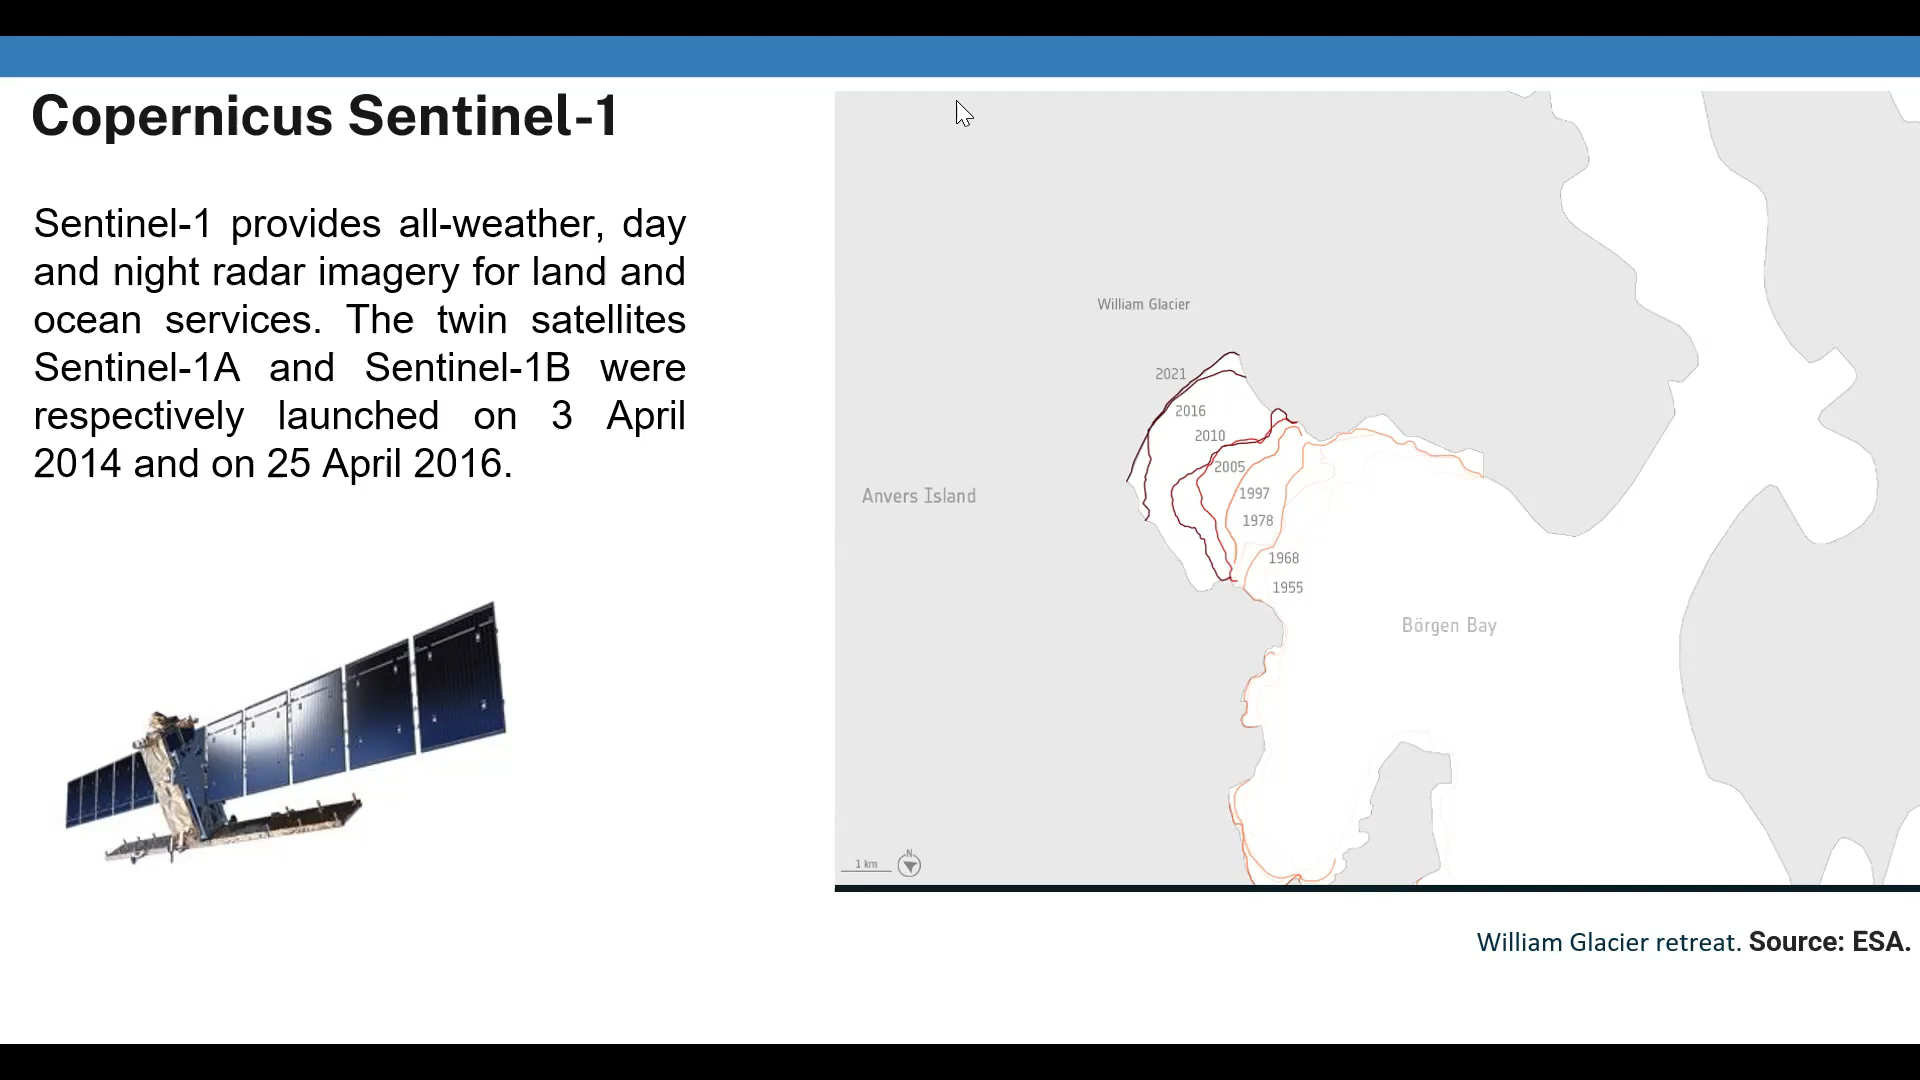 Copernicus Sentinel-1
Sentinel-1 provides all-weather, day
and night radar imagery for land and
ocean services. The twin satellites
Sentinel-1A and Sentinel-1B were
respectively launched on 3 April
2014 and on 25 April 2016.
William Glacier
2021
2016
2010
2005
1997
1978
1968
1955
Anvers Island
Börgen Bay
1 km
N
William Glacier retreat. Source: ESA.